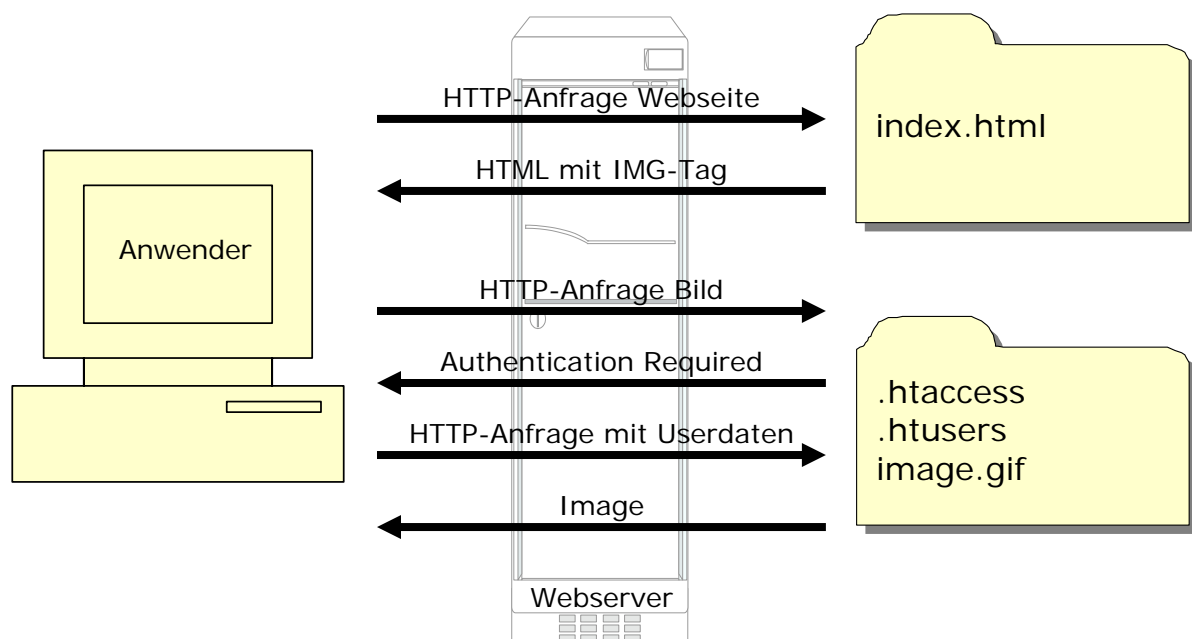 HTTP-Anfrage Webseite
index.html
HTML mit IMG-Tag
Anwender
HTTP-Anfrage Bild
Authentication Required
.htaccess
.htusers
image.gif
HTTP-Anfrage mit Userdaten
Image
Webserver